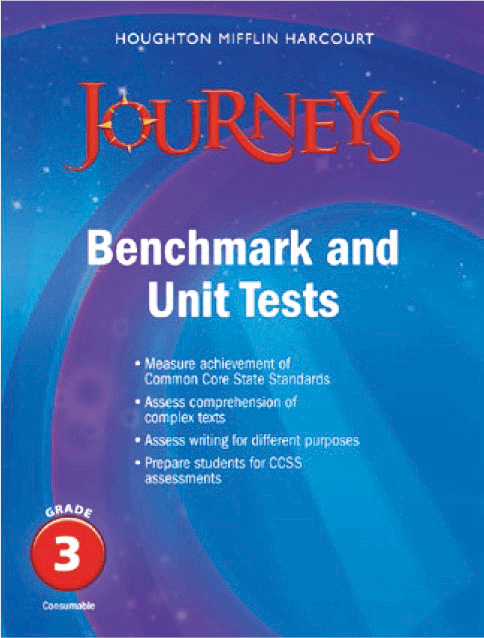 HOUGHTON MIFFLIN HARCOURT
JOURNEYS
Benchmark and
Unit Tests
• Measure achievement of
Common Core State Standards
• Assess comprehension of
complex texts
• Assess writing for different purposes
• Prepare students for CCSS
assessments
GRADE
3
Consumable